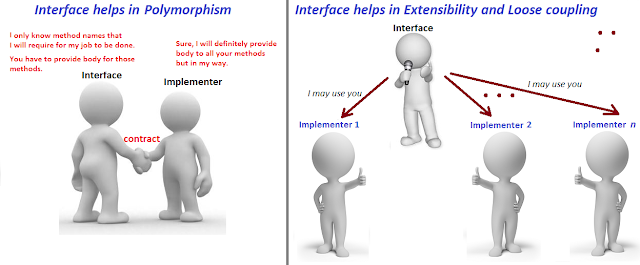 Interface helps in Polymorphism
I only know method names that
I will require for my job to be done.
You have to provide body for those
methods.
Sure, I will definitely provide
body to all your methods
but in my way.
Interface
Implementer
contract
Interface helps in Extensibility and Loose coupling
Interface
I may use you
I may use you
Implementer 1
Implementer 2
Implementer n